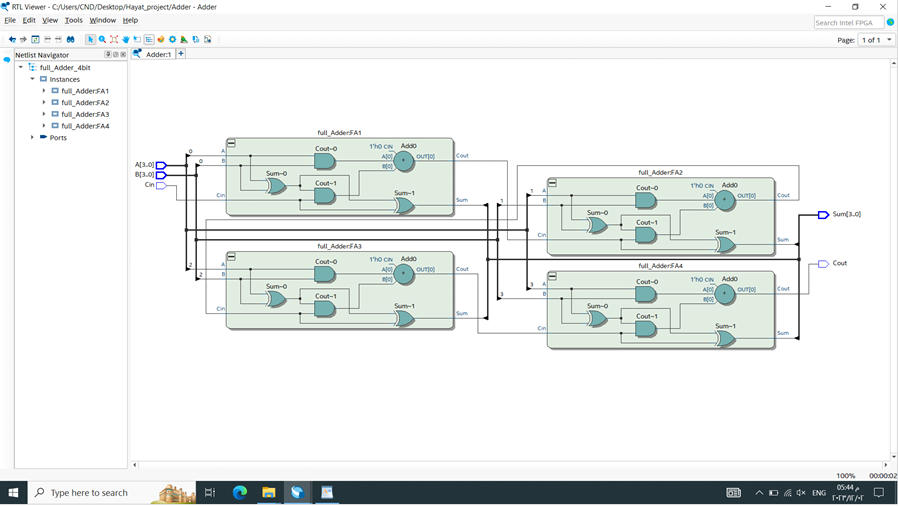 RTL Viewer - C:/Users/CND/Desktop/Hayat_project/Adder - Adder
File Edit View Tools Window Help
Search Intel FPGA
Page: 1 of 1
Netlist Navigator
Adder:1
full_Adder_4bit
Instances
full_Adder:FA1
full_Adder:FA2
full_Adder:FA3
full_Adder:FA4
Ports
full_Adder:FA1
0 A Cout~0 1'h0 CIN Add0
A[0] OUT[0] Cout
0 B B[0] +
Sum~0 Cout~1
Cin Sum~1 Sum
A[3..0]
B[3..0]
Cin
full_Adder:FA2
1 A Cout~0 1'h0 CIN Add0
A[0] OUT[0] Cout
1 B B[0] +
Sum~0 Cout~1
Cin Sum~1 Sum
Sum[3..0]
full_Adder:FA3
2 A Cout~0 1'h0 CIN Add0
A[0] OUT[0] Cout
2 B B[0] +
Sum~0 Cout~1
Cin Sum~1 Sum
Cout
full_Adder:FA4
3 A Cout~0 1'h0 CIN Add0
A[0] OUT[0] Cout
3 B B[0] +
Sum~0 Cout~1
Cin Sum~1 Sum
100% 00:00:02
Type here to search
ENG
05:44 م
٢٠٢٣/١٢/٠٢